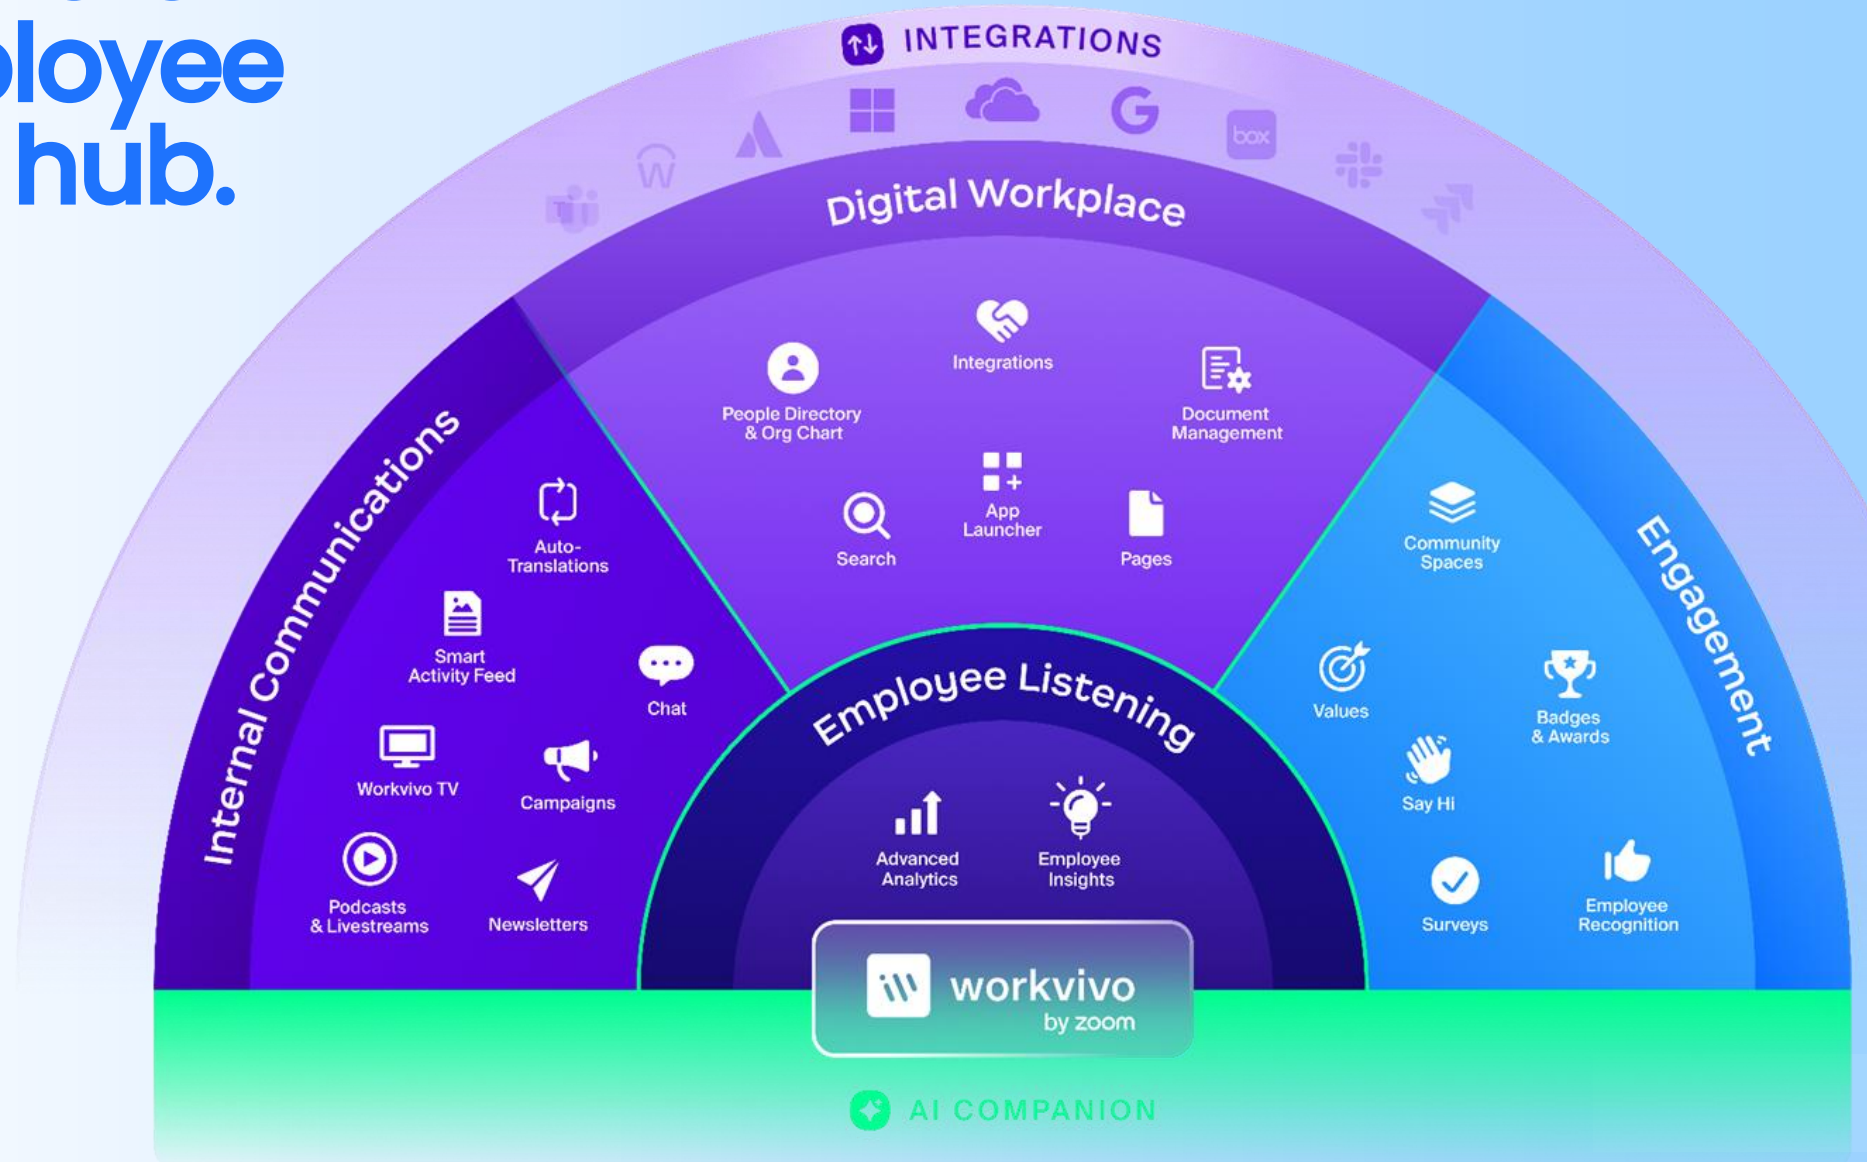 ployee
hub.
INTEGRATIONS
box
Digital Workplace
Integrations
People Directory
& Org Chart
Document
Management
App
Launcher
Search
Pages
Internal Communications
Auto-
Translations
Smart
Activity Feed
Chat
Workvivo TV
Campaigns
Podcasts
& Livestreams
Newsletters
Employee Listening
Advanced
Analytics
Employee
Insights
Engagement
Community
Spaces
Values
Badges
& Awards
Say Hi
Surveys
Employee
Recognition
workvivo
by zoom
AI COMPANION